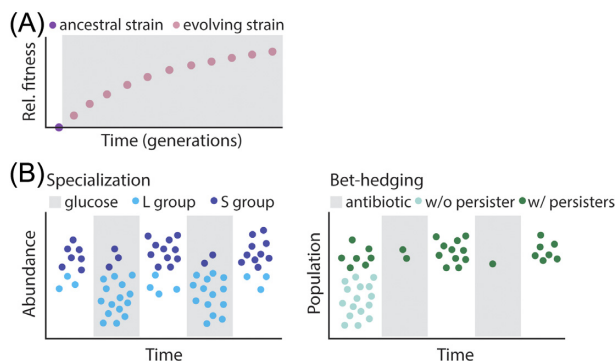 (A)
ancestral strain evolving strain
Rel. fitness
Time (generations)
(B)
Specialization
glucose L group S group
Abundance
Time
Bet-hedging
antibiotic w/o persister w/ persisters
Population
Time